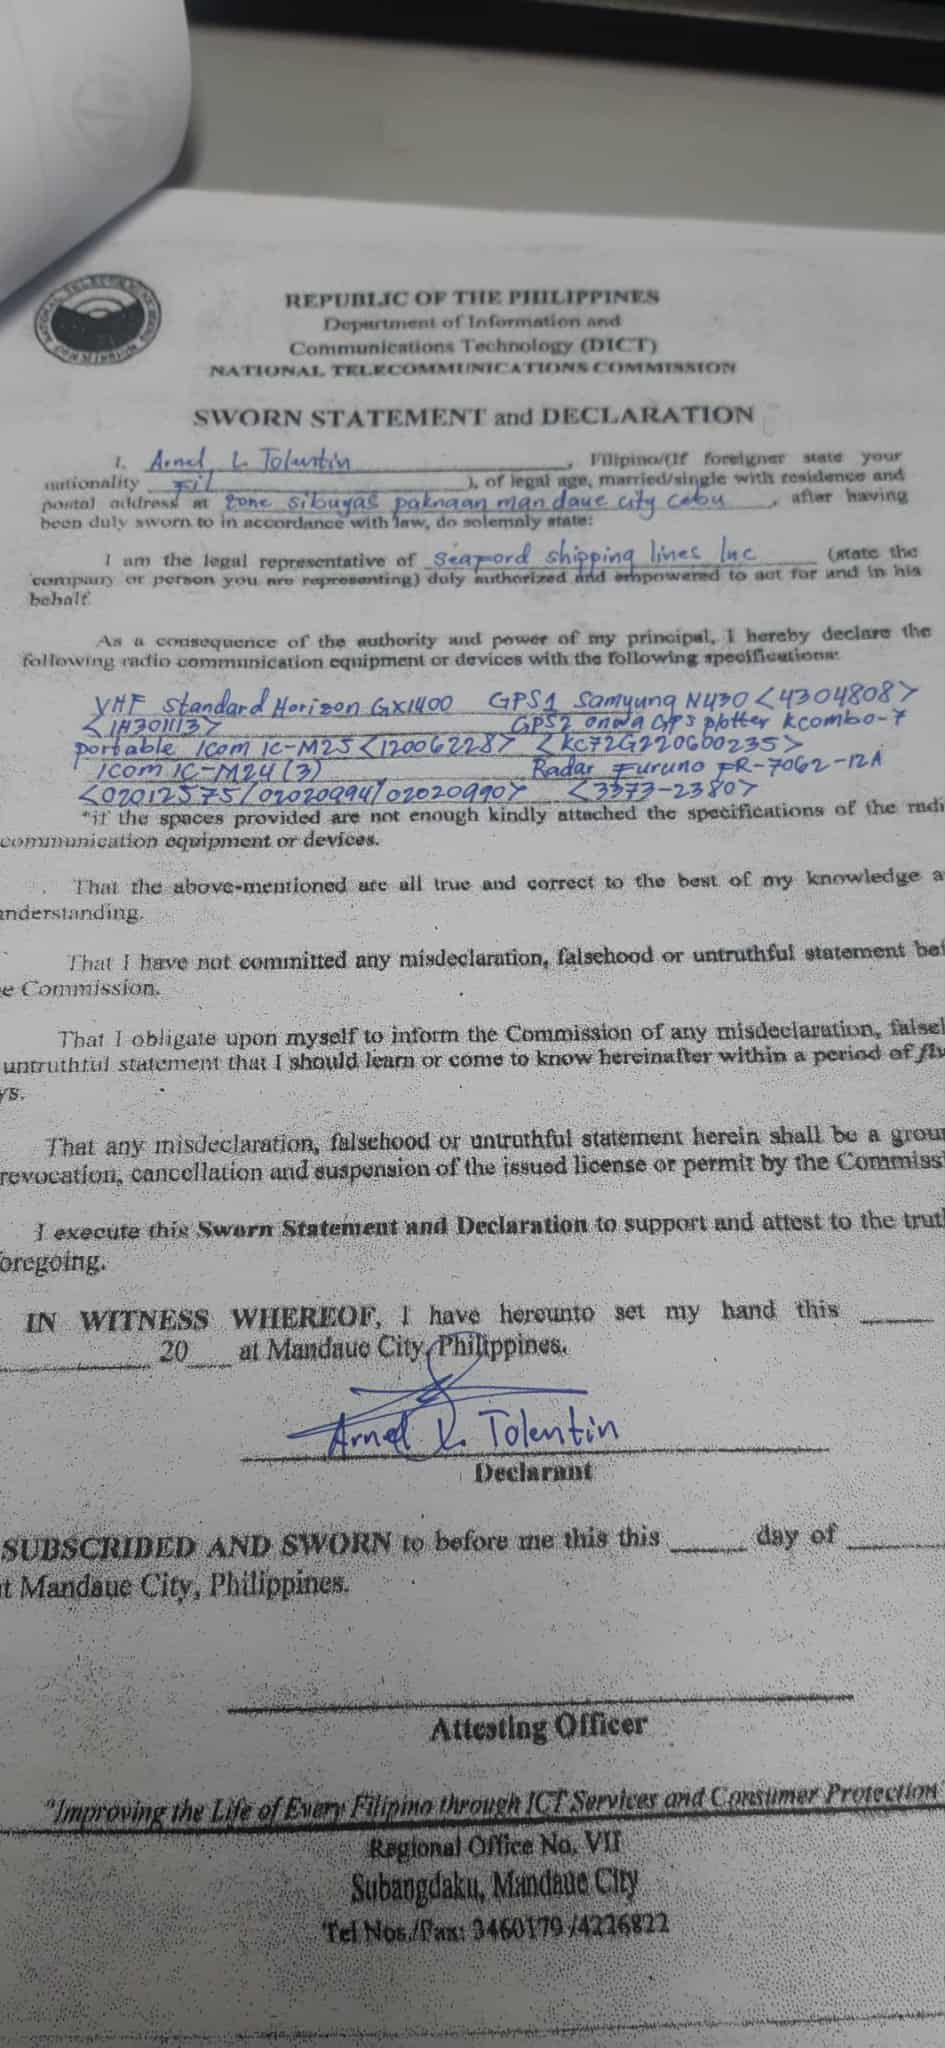 REPUBLIC OF THE PHILIPPINES
Department of Information and
Communications Technology (DICT)
NATIONAL TELECOMMUNICATIONS COMMISSION
SWORN STATEMENT and DECLARATION
I, Arnel L. Tolentin, Filipino/(If foreigner state your
nationality Fil), of legal age, married/single with residence and
postal address at zone sibuyas paknaan mandaue city cebu, after having
been duly sworn to in accordance with law, do solemnly state:
I am the legal representative of Seaford shipping lines Inc (state the
company or person you are representing) duly authorized and empowered to act for and in his
behalf.
As a consequence of the authority and power of my principal, I hereby declare the
following radio communication equipment or devices with the following specifications:
VHF Standard Horizon GX1400 GPS1 Samyung N430 <4304808>
<1H301113> GPS2 onwa GPS plotter kcombo-7
portable Icom IC-M25 <12006228> <KC72G220600235>
Icom IC-M24 (3) Radar Furuno FR-7062-12A
<02012575/02020994/02020990> <3373-2380>
*if the spaces provided are not enough kindly attached the specifications of the radi
communication equipment or devices.
That the above-mentioned are all true and correct to the best of my knowledge a
understanding.
That I have not committed any misdeclaration, falsehood or untruthful statement bef
e Commission.
That I obligate upon myself to inform the Commission of any misdeclaration, falsel
untruthful statement that I should learn or come to know hereinafter within a period of fiv
ys.
That any misdeclaration, falsehood or untruthful statement herein shall be a groun
revocation, cancellation and suspension of the issued license or permit by the Commiss
I execute this Sworn Statement and Declaration to support and attest to the trut
oregoing.
IN WITNESS WHEREOF, I have hereunto set my hand this
20 at Mandaue City, Philippines.
Arnel L. Tolentin
Declarant
SUBSCRIBED AND SWORN to before me this this day of
t Mandaue City, Philippines.
Attesting Officer
"Improving the Life of Every Filipino through ICT Services and Consumer Protection"
Regional Office No. VII
Subangdaku, Mandaue City
Tel Nos./Fax: 3460179/4226822